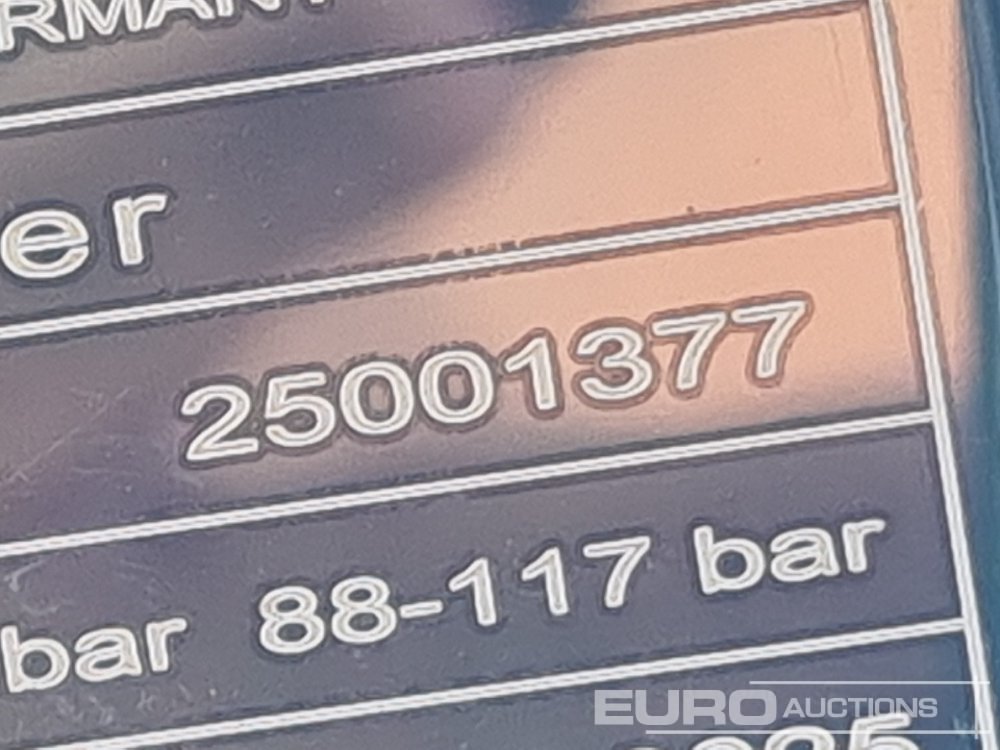 er
25001377
bar 88-117 bar
EURO AUCTIONS